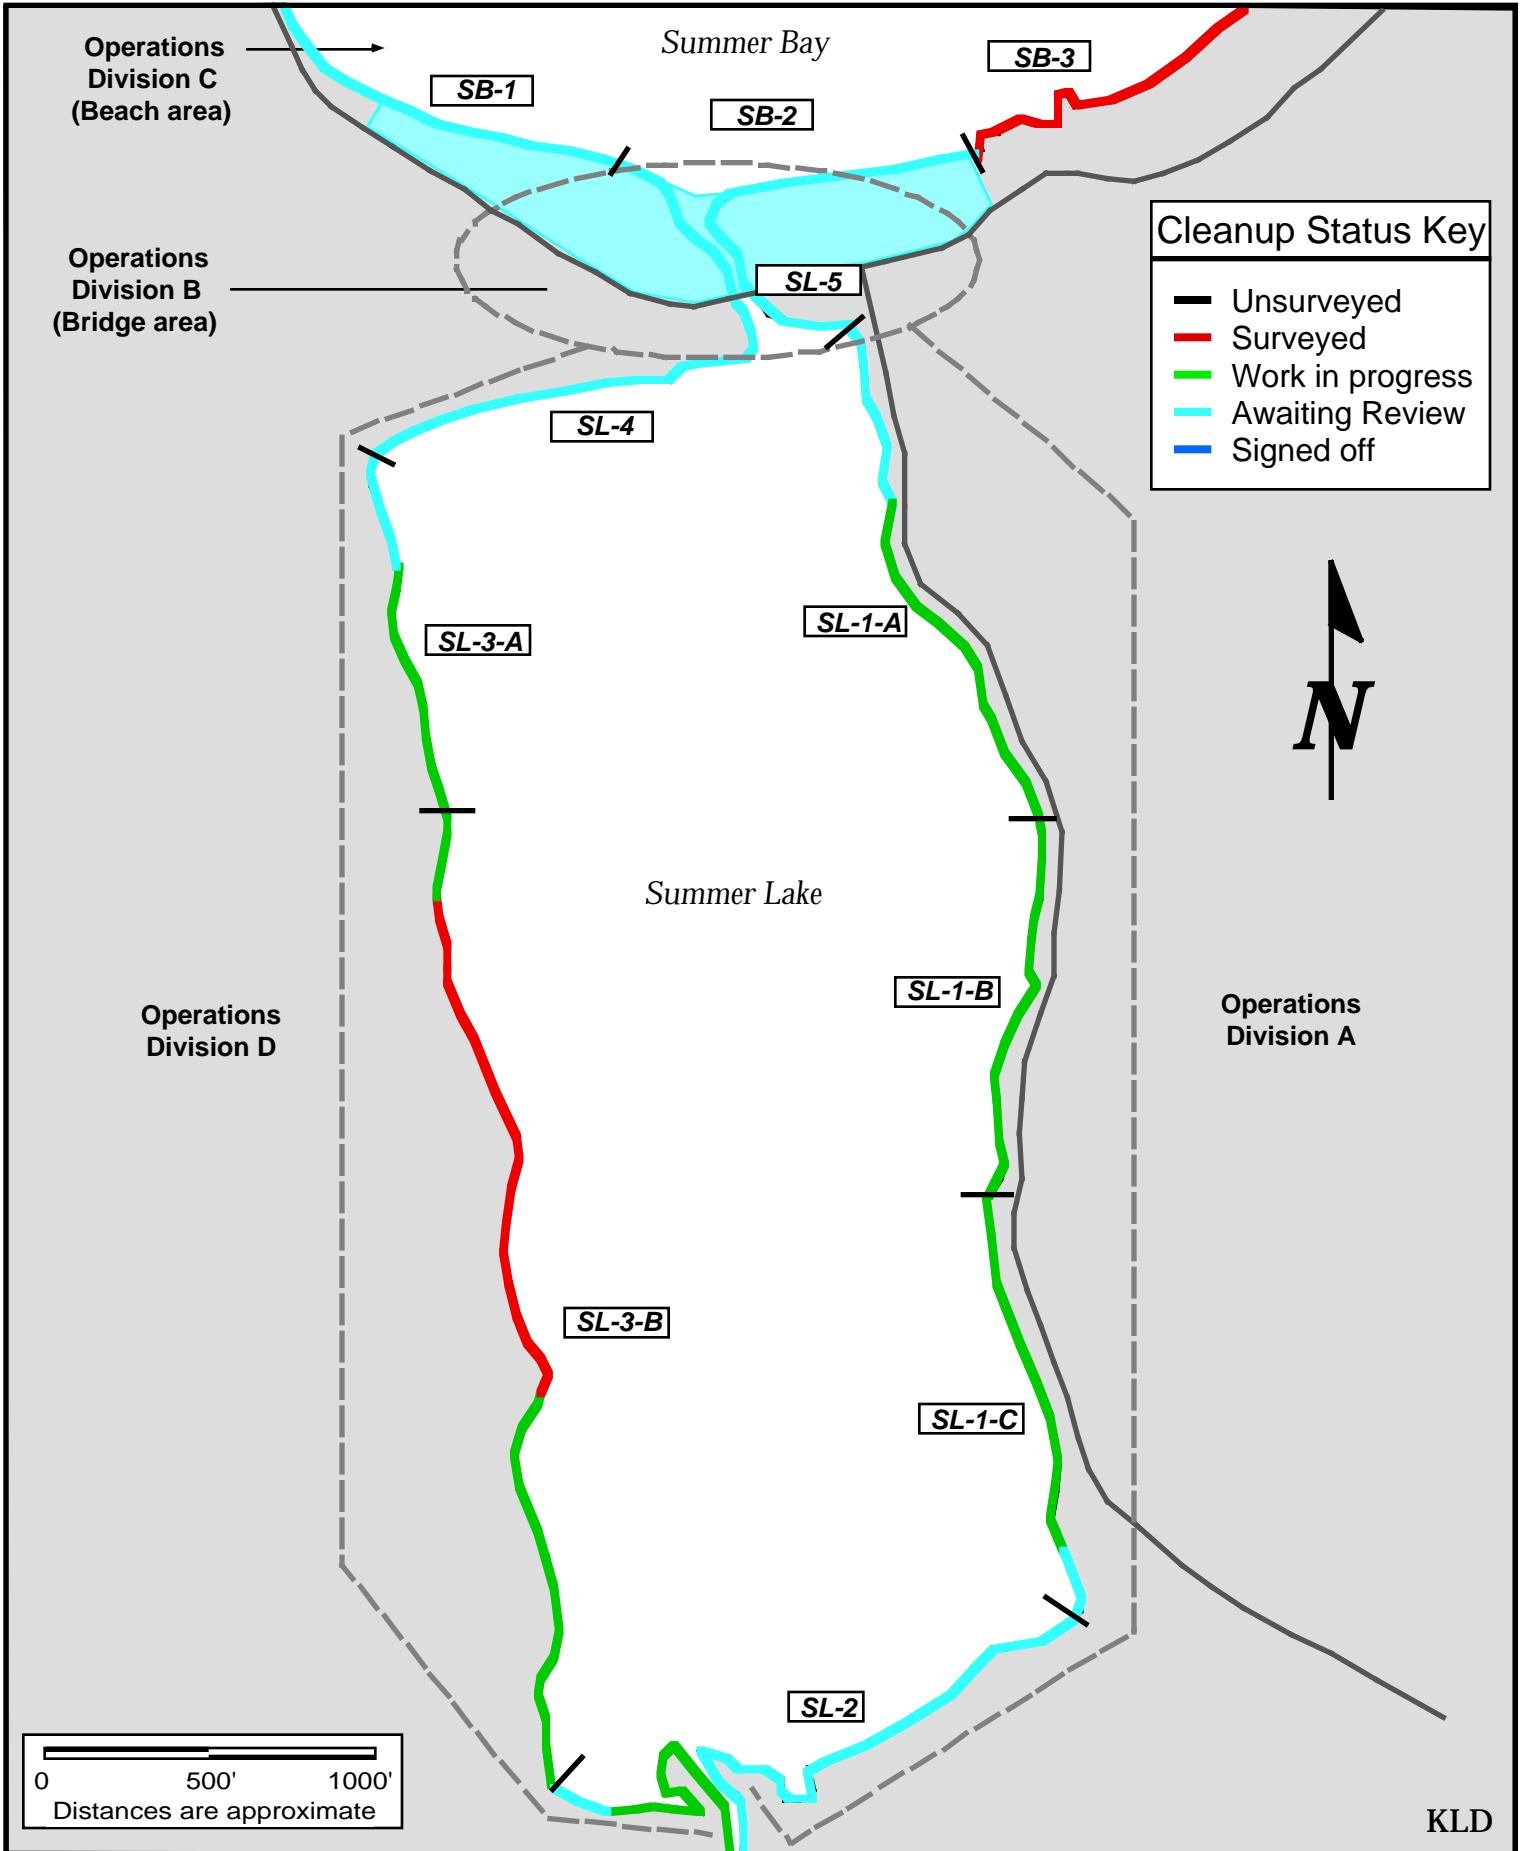 Operations
Division C
(Beach area)
Summer Bay
SB-1
SB-2
SB-3
Operations
Division B
(Bridge area)
SL-5
Cleanup Status Key
Unsurveyed
Surveyed
Work in progress
Awaiting Review
Signed off
SL-4
SL-3-A
SL-1-A
N
Summer Lake
SL-1-B
Operations
Division D
Operations
Division A
SL-3-B
SL-1-C
SL-2
0 500' 1000'
Distances are approximate
KLD